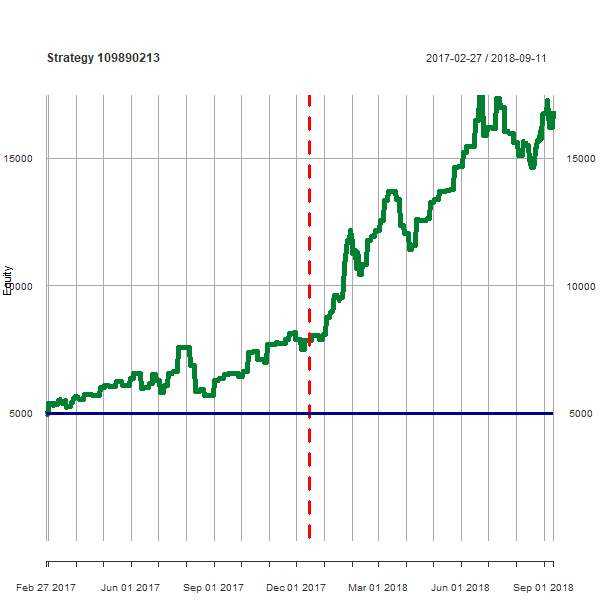 Strategy 109890213
2017-02-27 / 2018-09-11
15000
15000
Equity
10000
10000
5000
5000
Feb 27 2017
Jun 01 2017
Sep 01 2017
Dec 01 2017
Mar 01 2018
Jun 01 2018
Sep 01 2018